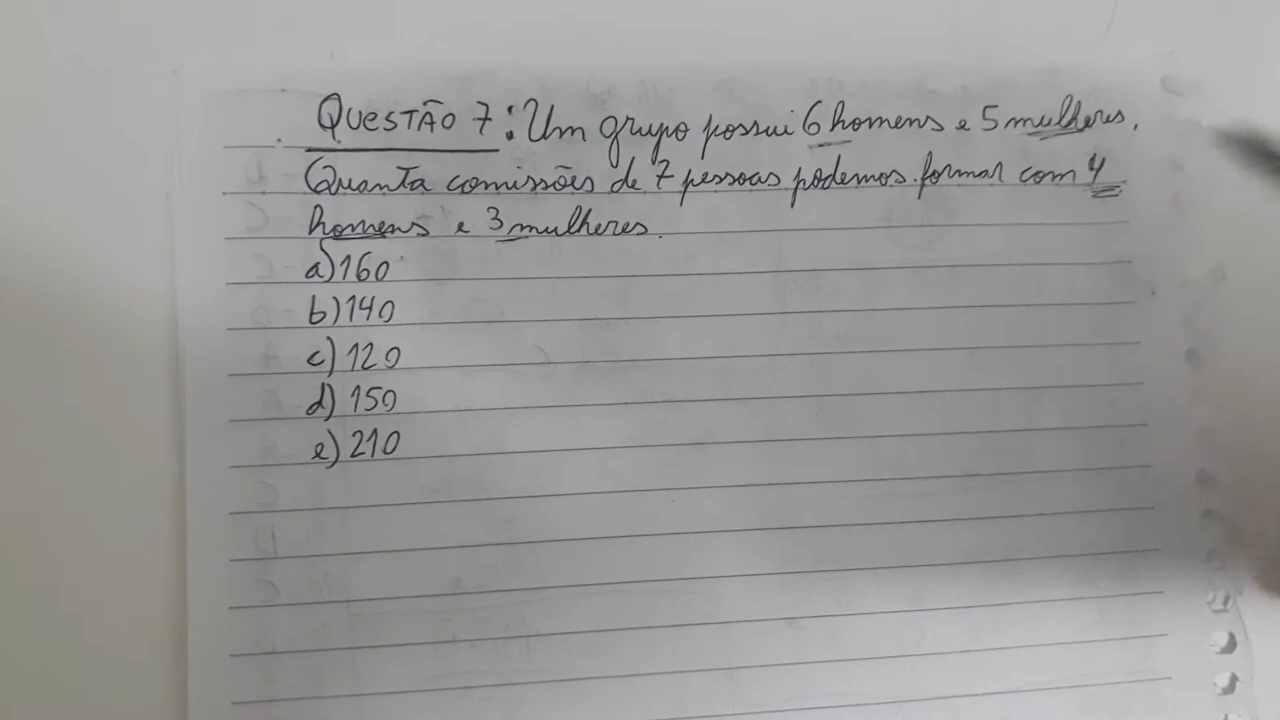 QUESTÃO 7: Um grupo possui 6 homens e 5 mulheres.
Quanta comissões de 7 pessoas podemos formar com 4
homens e 3 mulheres.
a) 160
b) 140
c) 120
d) 150
e) 210